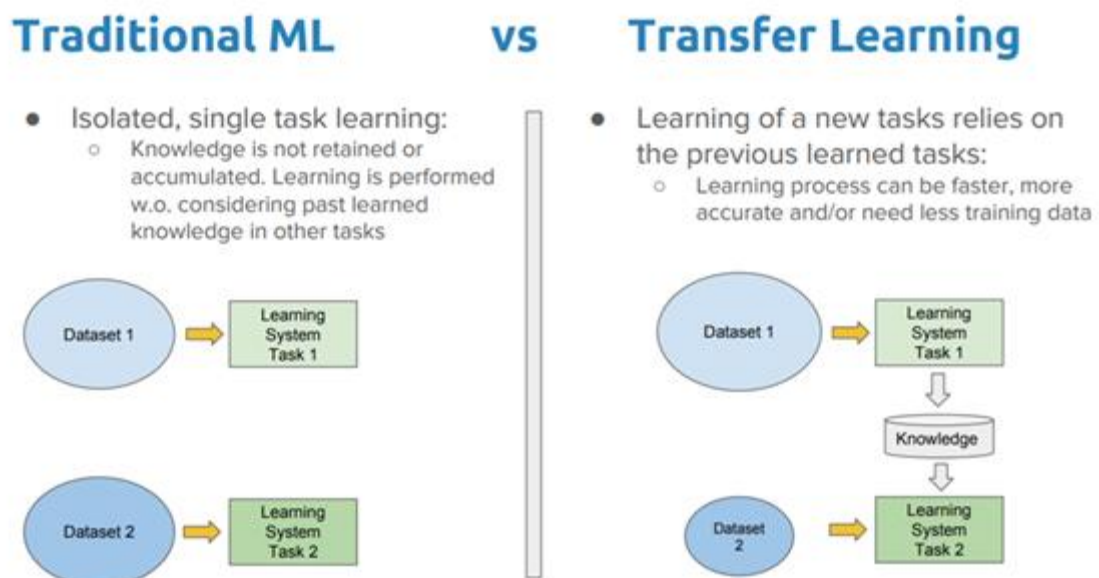 Traditional ML vs Transfer Learning
● Isolated, single task learning:
○ Knowledge is not retained or
accumulated. Learning is performed
w.o. considering past learned
knowledge in other tasks
Dataset 1
Learning
System
Task 1
Dataset 2
Learning
System
Task 2
● Learning of a new tasks relies on
the previous learned tasks:
○ Learning process can be faster, more
accurate and/or need less training data
Dataset 1
Learning
System
Task 1
Knowledge
Dataset
2
Learning
System
Task 2